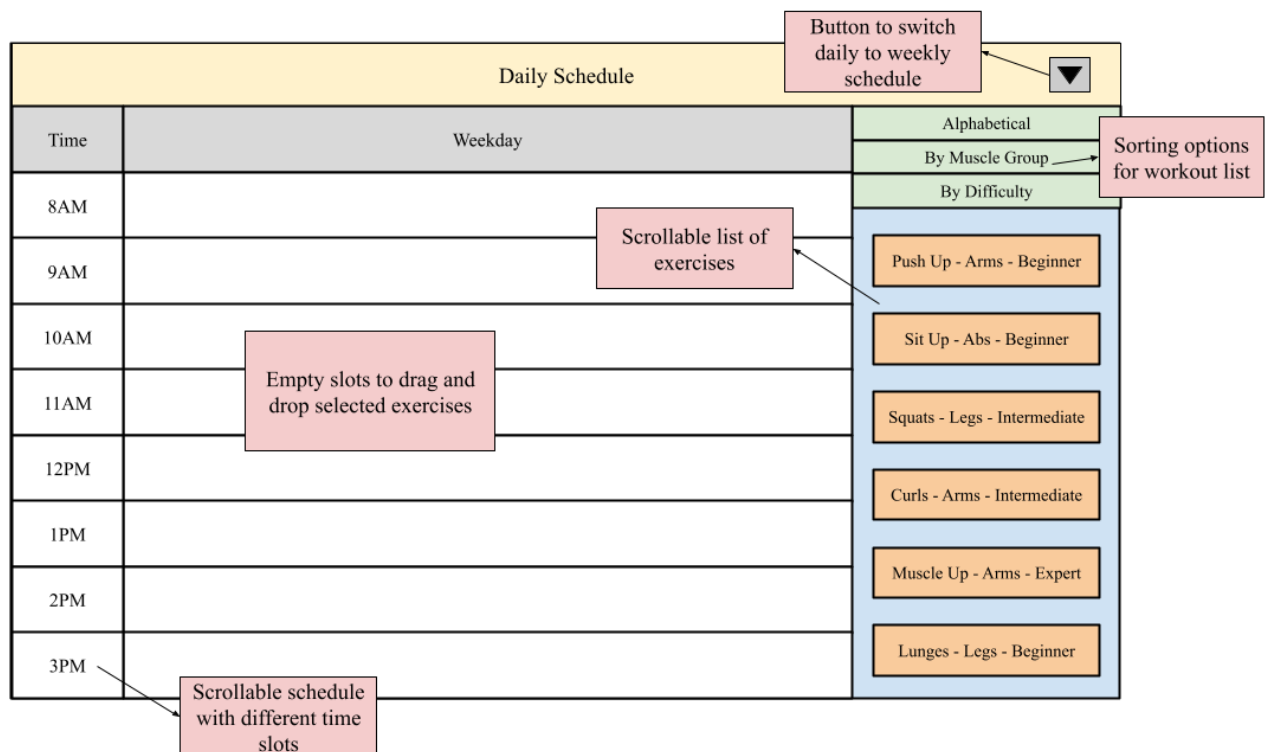 Button to switch
daily to weekly
schedule
Daily Schedule
Time
Weekday
Alphabetical
By Muscle Group
By Difficulty
Sorting options
for workout list
8AM
9AM
10AM
11AM
12PM
1PM
2PM
3PM
Scrollable list of
exercises
Empty slots to drag and
drop selected exercises
Push Up - Arms - Beginner
Sit Up - Abs - Beginner
Squats - Legs - Intermediate
Curls - Arms - Intermediate
Muscle Up - Arms - Expert
Lunges - Legs - Beginner
Scrollable schedule
with different time
slots